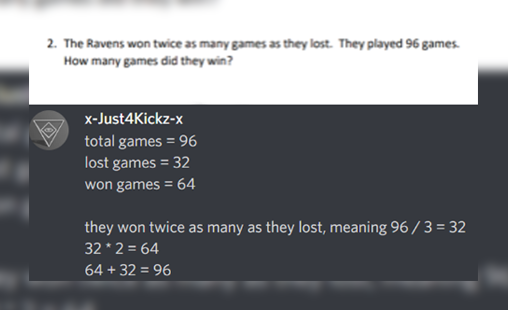 2. The Ravens won twice as many games as they lost. They played 96 games.
How many games did they win?
x-Just4Kickz-x
total games = 96
lost games = 32
won games = 64
they won twice as many as they lost, meaning 96 / 3 = 32
32 * 2 = 64
64 + 32 = 96